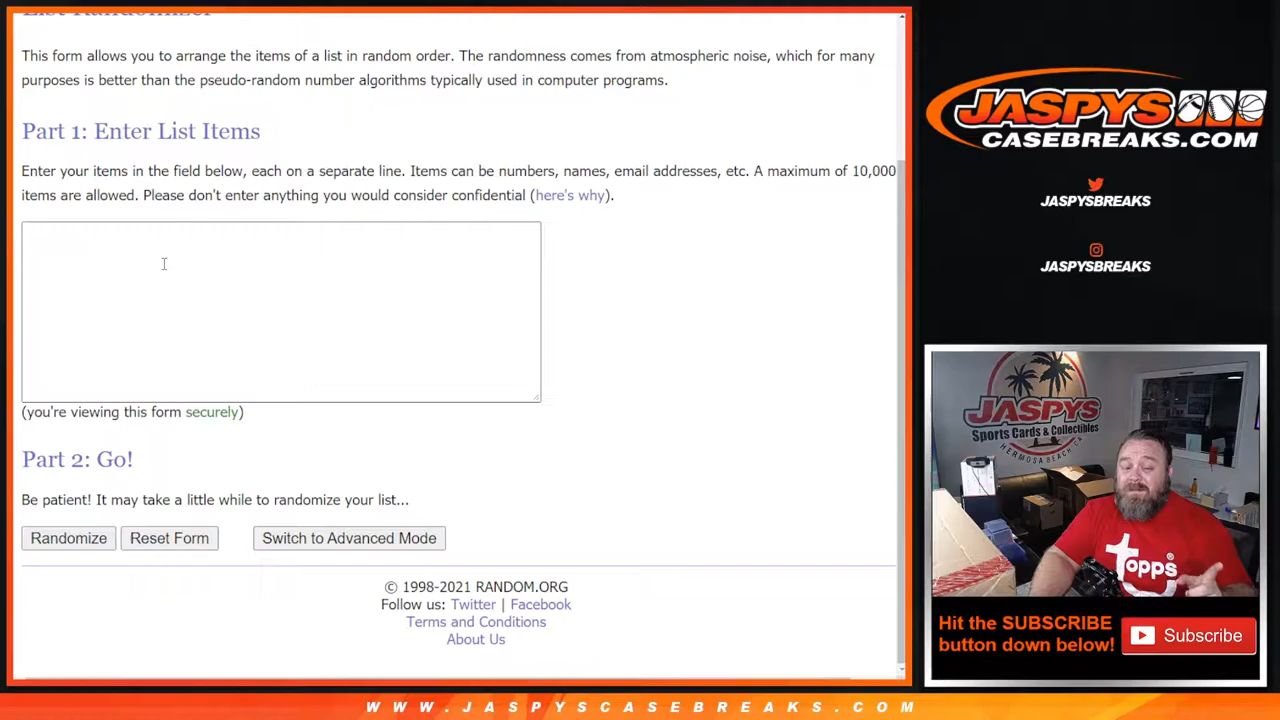 List Randomizer
This form allows you to arrange the items of a list in random order. The randomness comes from atmospheric noise, which for many
purposes is better than the pseudo-random number algorithms typically used in computer programs.
Part 1: Enter List Items
Enter your items in the field below, each on a separate line. Items can be numbers, names, email addresses, etc. A maximum of 10,000
items are allowed. Please don't enter anything you would consider confidential (here's why).
(you're viewing this form securely)
Part 2: Go!
Be patient! It may take a little while to randomize your list...
Randomize Reset Form Switch to Advanced Mode
© 1998-2021 RANDOM.ORG
Follow us: Twitter | Facebook
Terms and Conditions
About Us
JASPYS
CASEBREAKS.COM
JASPYSBREAKS
JASPYSBREAKS
JASPYS
Sports Cards & Collectibles
HERMOSA BEACH CA
topps
Hit the SUBSCRIBE
button down below!
Subscribe
WWW.JASPYSCASEBREAKS.COM